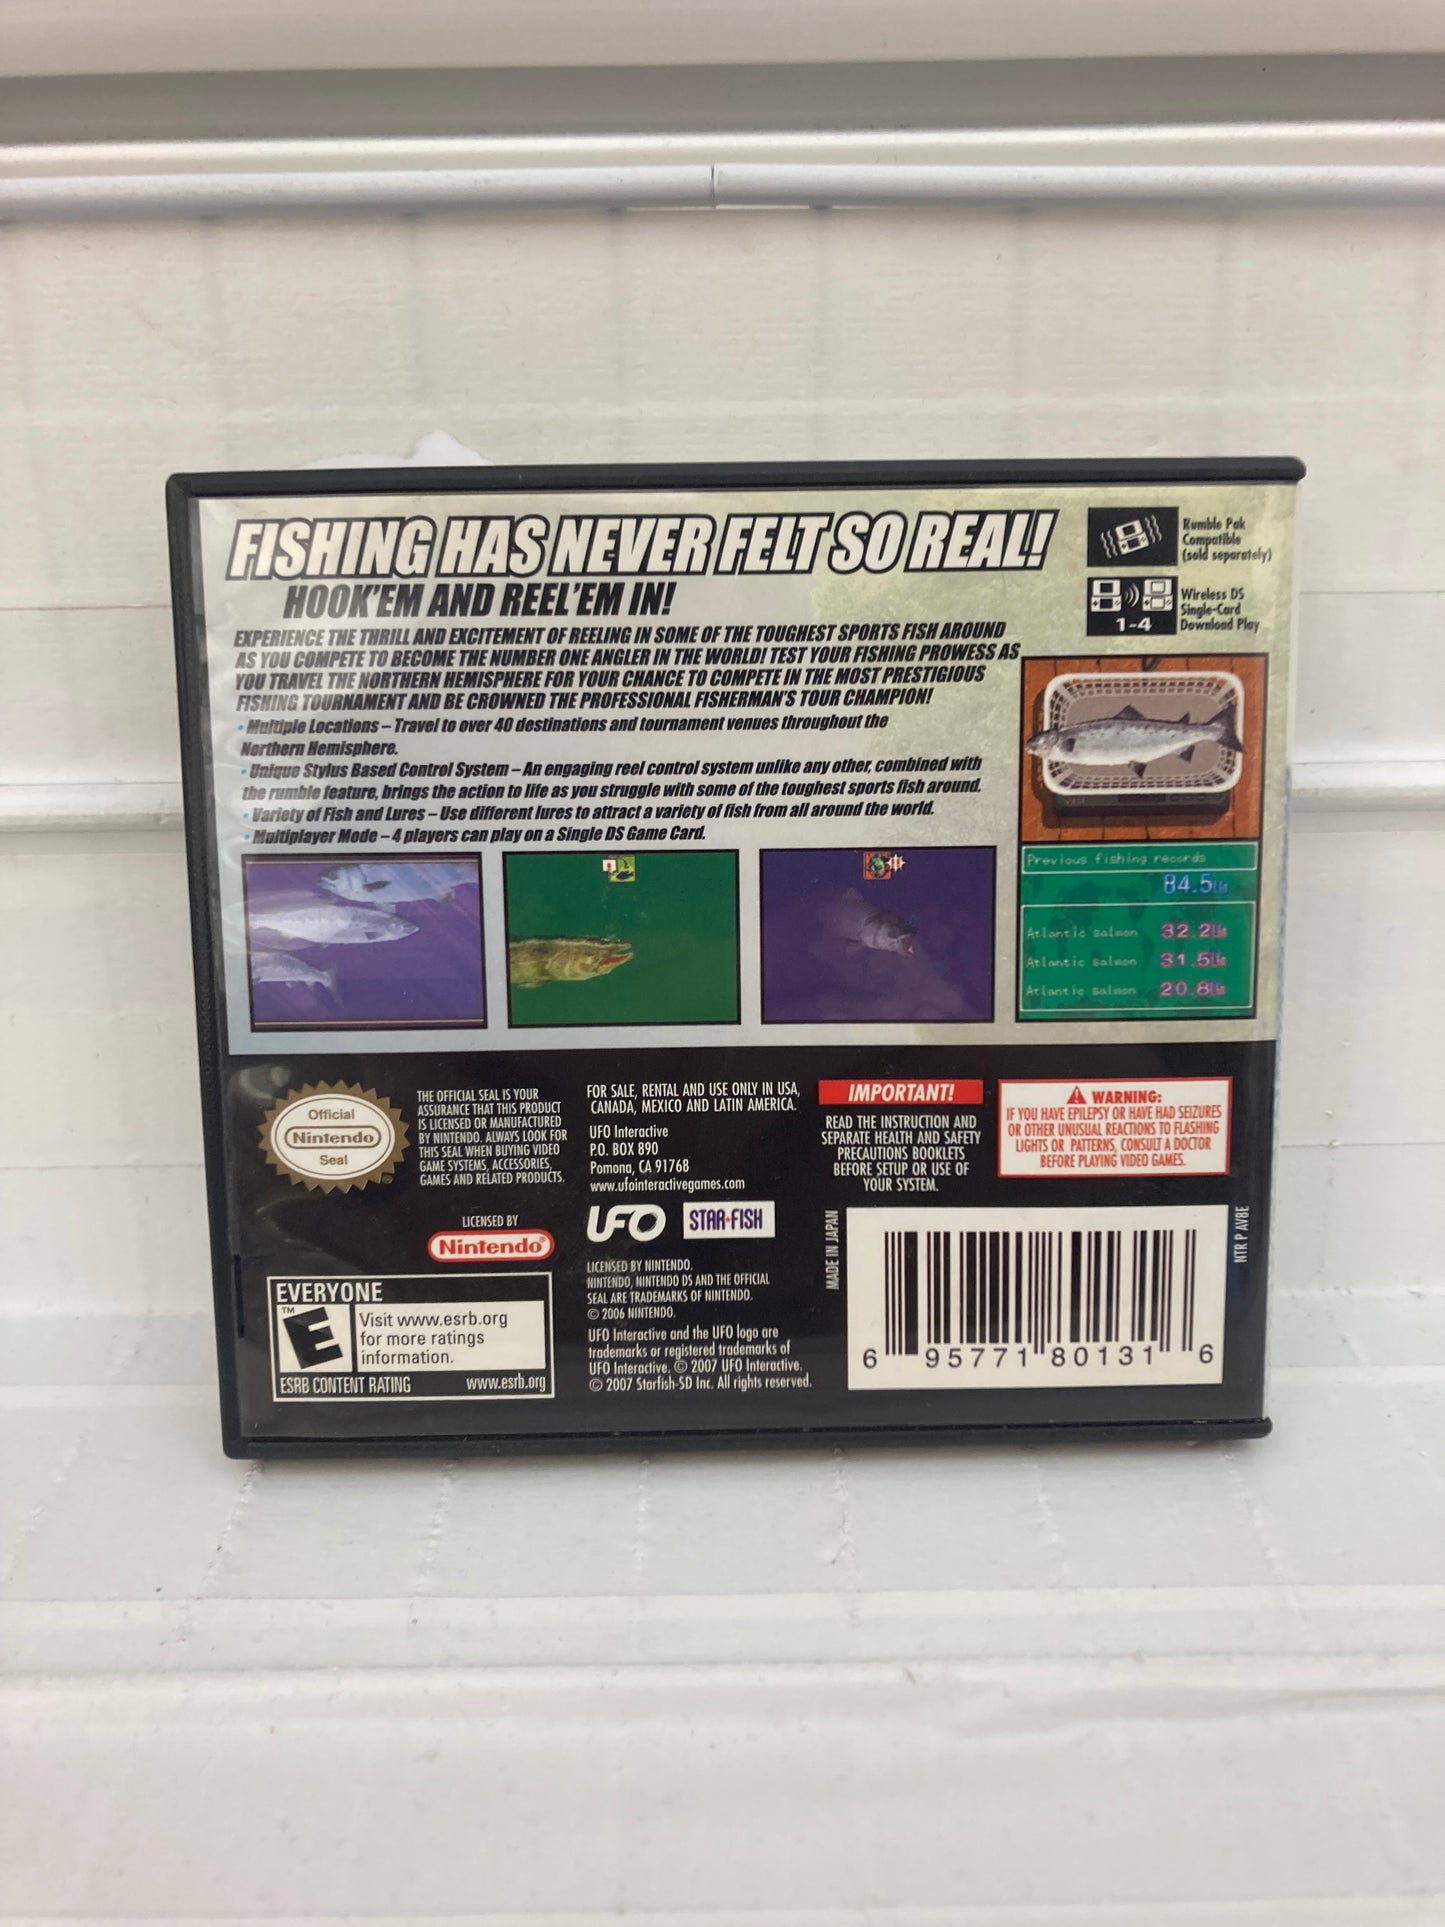 FISHING HAS NEVER FELT SO REAL!
HOOK'EM AND REEL'EM IN!
EXPERIENCE THE THRILL AND EXCITEMENT OF REELING IN SOME OF THE TOUGHEST SPORTS FISH AROUND
AS YOU COMPETE TO BECOME THE NUMBER ONE ANGLER IN THE WORLD! TEST YOUR FISHING PROWESS AS
YOU TRAVEL THE NORTHERN HEMISPHERE FOR YOUR CHANCE TO COMPETE IN THE MOST PRESTIGIOUS
FISHING TOURNAMENT AND BE CROWNED THE PROFESSIONAL FISHERMAN'S TOUR CHAMPION!
• Multiple Locations – Travel to over 40 destinations and tournament venues throughout the
Northern Hemisphere.
• Unique Stylus Based Control System – An engaging reel control system unlike any other, combined with
the rumble feature, brings the action to life as you struggle with some of the toughest sports fish around.
• Variety of Fish and Lures – Use different lures to attract a variety of fish from all around the world.
• Multiplayer Mode – 4 players can play on a Single DS Game Card.
Rumble Pak
Compatible
(sold separately)
1-4
Wireless DS
Single-Card
Download Play
Previous fishing records
84.5Lbs
Atlantic salmon 32.2Lbs
Atlantic salmon 31.5Lbs
Atlantic salmon 20.8Lbs
Official
Nintendo
Seal
THE OFFICIAL SEAL IS YOUR
ASSURANCE THAT THIS PRODUCT
IS LICENSED OR MANUFACTURED
BY NINTENDO. ALWAYS LOOK FOR
THIS SEAL WHEN BUYING VIDEO
GAME SYSTEMS, ACCESSORIES,
GAMES AND RELATED PRODUCTS.
LICENSED BY
Nintendo®
EVERYONE
TM
E
Visit www.esrb.org
for more ratings
information.
ESRB CONTENT RATING www.esrb.org
FOR SALE, RENTAL AND USE ONLY IN USA,
CANADA, MEXICO AND LATIN AMERICA.
UFO Interactive
P.O. BOX 890
Pomona, CA 91768
www.ufointeractivegames.com
UFO
STAR•FISH
LICENSED BY NINTENDO.
NINTENDO, NINTENDO DS AND THE OFFICIAL
SEAL ARE TRADEMARKS OF NINTENDO.
© 2006 NINTENDO.
UFO Interactive and the UFO logo are
trademarks or registered trademarks of
UFO Interactive. © 2007 UFO Interactive.
© 2007 Starfish-SD Inc. All rights reserved.
IMPORTANT!
READ THE INSTRUCTION AND
SEPARATE HEALTH AND SAFETY
PRECAUTIONS BOOKLETS
BEFORE SETUP OR USE OF
YOUR SYSTEM.
WARNING:
IF YOU HAVE EPILEPSY OR HAVE HAD SEIZURES
OR OTHER UNUSUAL REACTIONS TO FLASHING
LIGHTS OR PATTERNS, CONSULT A DOCTOR
BEFORE PLAYING VIDEO GAMES.
MADE IN JAPAN
6 95771 80131 6
NTR P AV8E